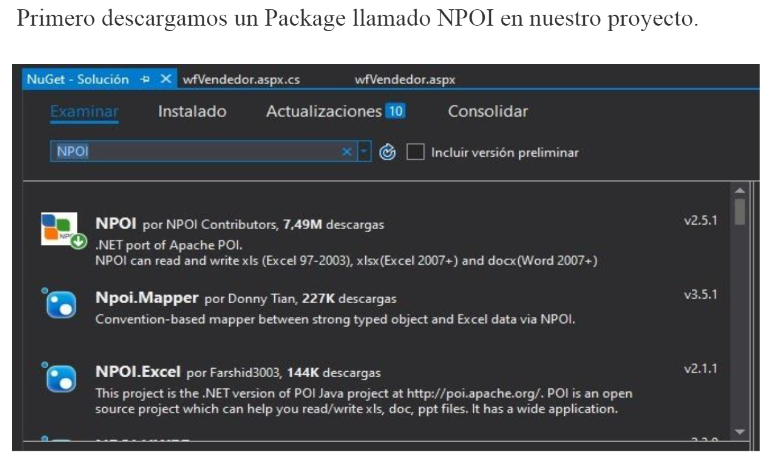 Primero descargamos un Package llamado NPOI en nuestro proyecto.
NuGet - Solución wfVendedor.aspx.cs wfVendedor.aspx
Examinar Instalado Actualizaciones 10 Consolidar
NPOI Incluir versión preliminar
NPOI por NPOI Contributors, 7,49M descargas v2.5.1
.NET port of Apache POI.
NPOI can read and write xls (Excel 97-2003), xlsx(Excel 2007+) and docx(Word 2007+)
Npoi.Mapper por Donny Tian, 227K descargas v3.5.1
Convention-based mapper between strong typed object and Excel data via NPOI.
NPOI.Excel por Farshid3003, 144K descargas v2.1.1
This project is the .NET version of POI Java project at http://poi.apache.org/. POI is an open
source project which can help you read/write xls, doc, ppt files. It has a wide application.